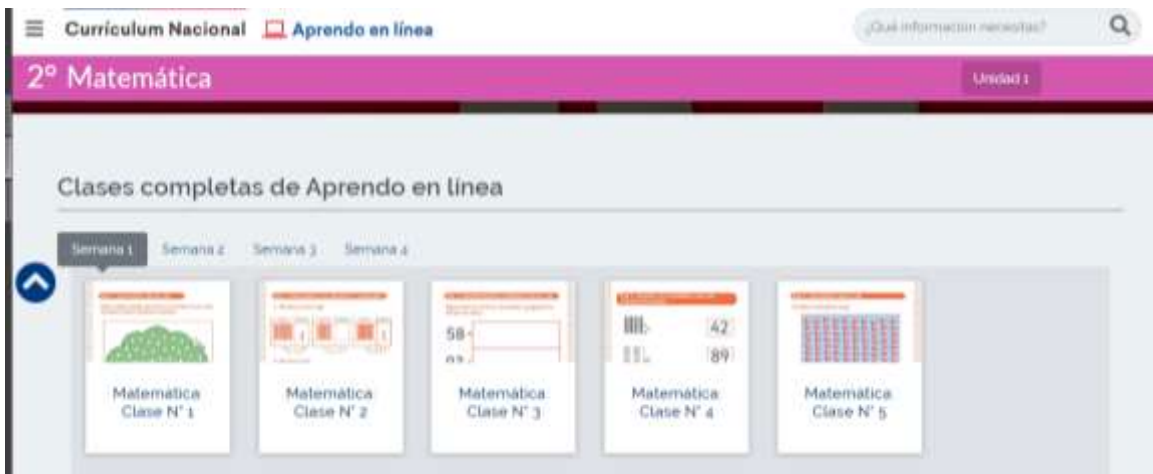 Currículum Nacional Aprendo en línea
¿Qué información necesitas?
2° Matemática
Unidad 1
Clases completas de Aprendo en línea
Semana 1 Semana 2 Semana 3 Semana 4
58
42
89
Matemática Clase N° 1
Matemática Clase N° 2
Matemática Clase N° 3
Matemática Clase N° 4
Matemática Clase N° 5